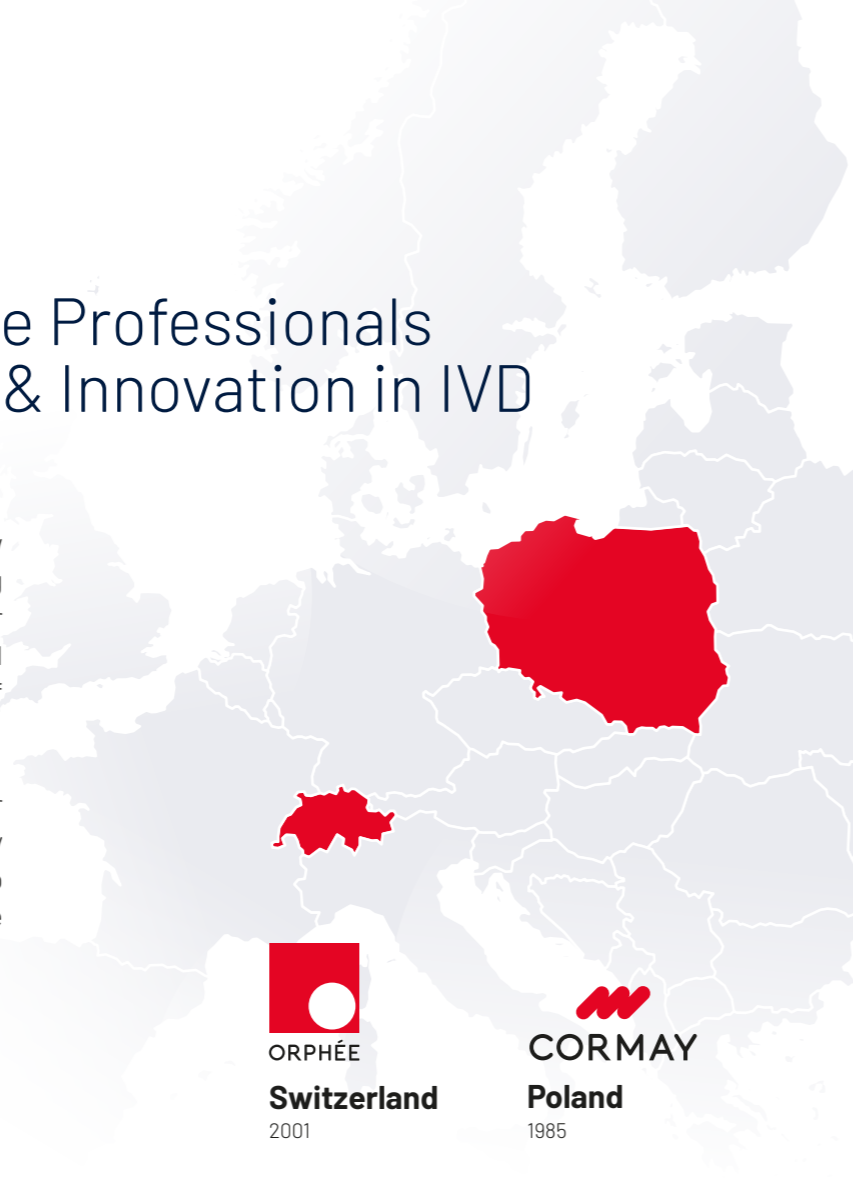 e Professionals
& Innovation in IVD
ORPHÉE
Switzerland
2001
CORMAY
Poland
1985